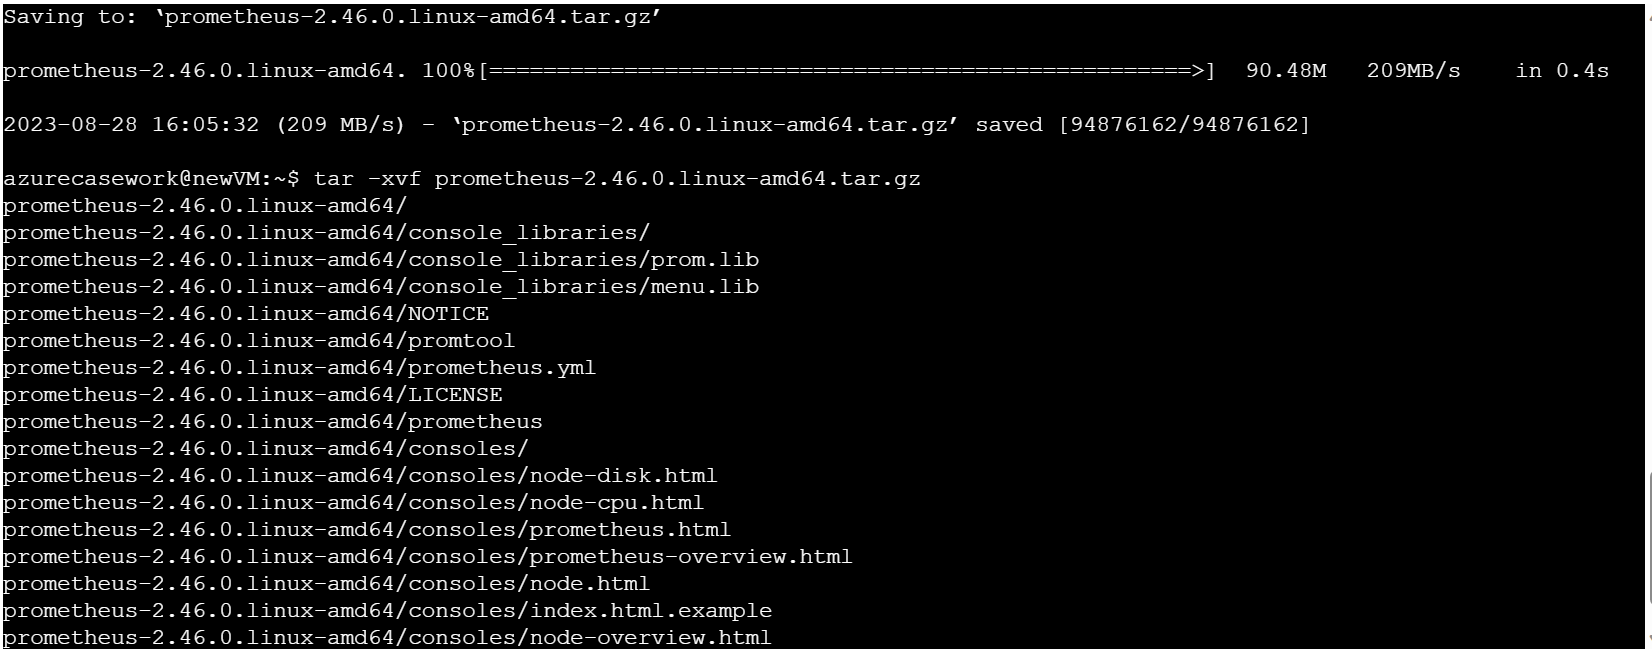 Saving to: ‘prometheus-2.46.0.linux-amd64.tar.gz’
prometheus-2.46.0.linux-amd64. 100%[====================================================>] 90.48M 209MB/s in 0.4s
2023-08-28 16:05:32 (209 MB/s) - ‘prometheus-2.46.0.linux-amd64.tar.gz’ saved [94876162/94876162]
azurecasework@newVM:~$ tar -xvf prometheus-2.46.0.linux-amd64.tar.gz
prometheus-2.46.0.linux-amd64/
prometheus-2.46.0.linux-amd64/console_libraries/
prometheus-2.46.0.linux-amd64/console_libraries/prom.lib
prometheus-2.46.0.linux-amd64/console_libraries/menu.lib
prometheus-2.46.0.linux-amd64/NOTICE
prometheus-2.46.0.linux-amd64/promtool
prometheus-2.46.0.linux-amd64/prometheus.yml
prometheus-2.46.0.linux-amd64/LICENSE
prometheus-2.46.0.linux-amd64/prometheus
prometheus-2.46.0.linux-amd64/consoles/
prometheus-2.46.0.linux-amd64/consoles/node-disk.html
prometheus-2.46.0.linux-amd64/consoles/node-cpu.html
prometheus-2.46.0.linux-amd64/consoles/prometheus.html
prometheus-2.46.0.linux-amd64/consoles/prometheus-overview.html
prometheus-2.46.0.linux-amd64/consoles/node.html
prometheus-2.46.0.linux-amd64/consoles/index.html.example
prometheus-2.46.0.linux-amd64/consoles/node-overview.html